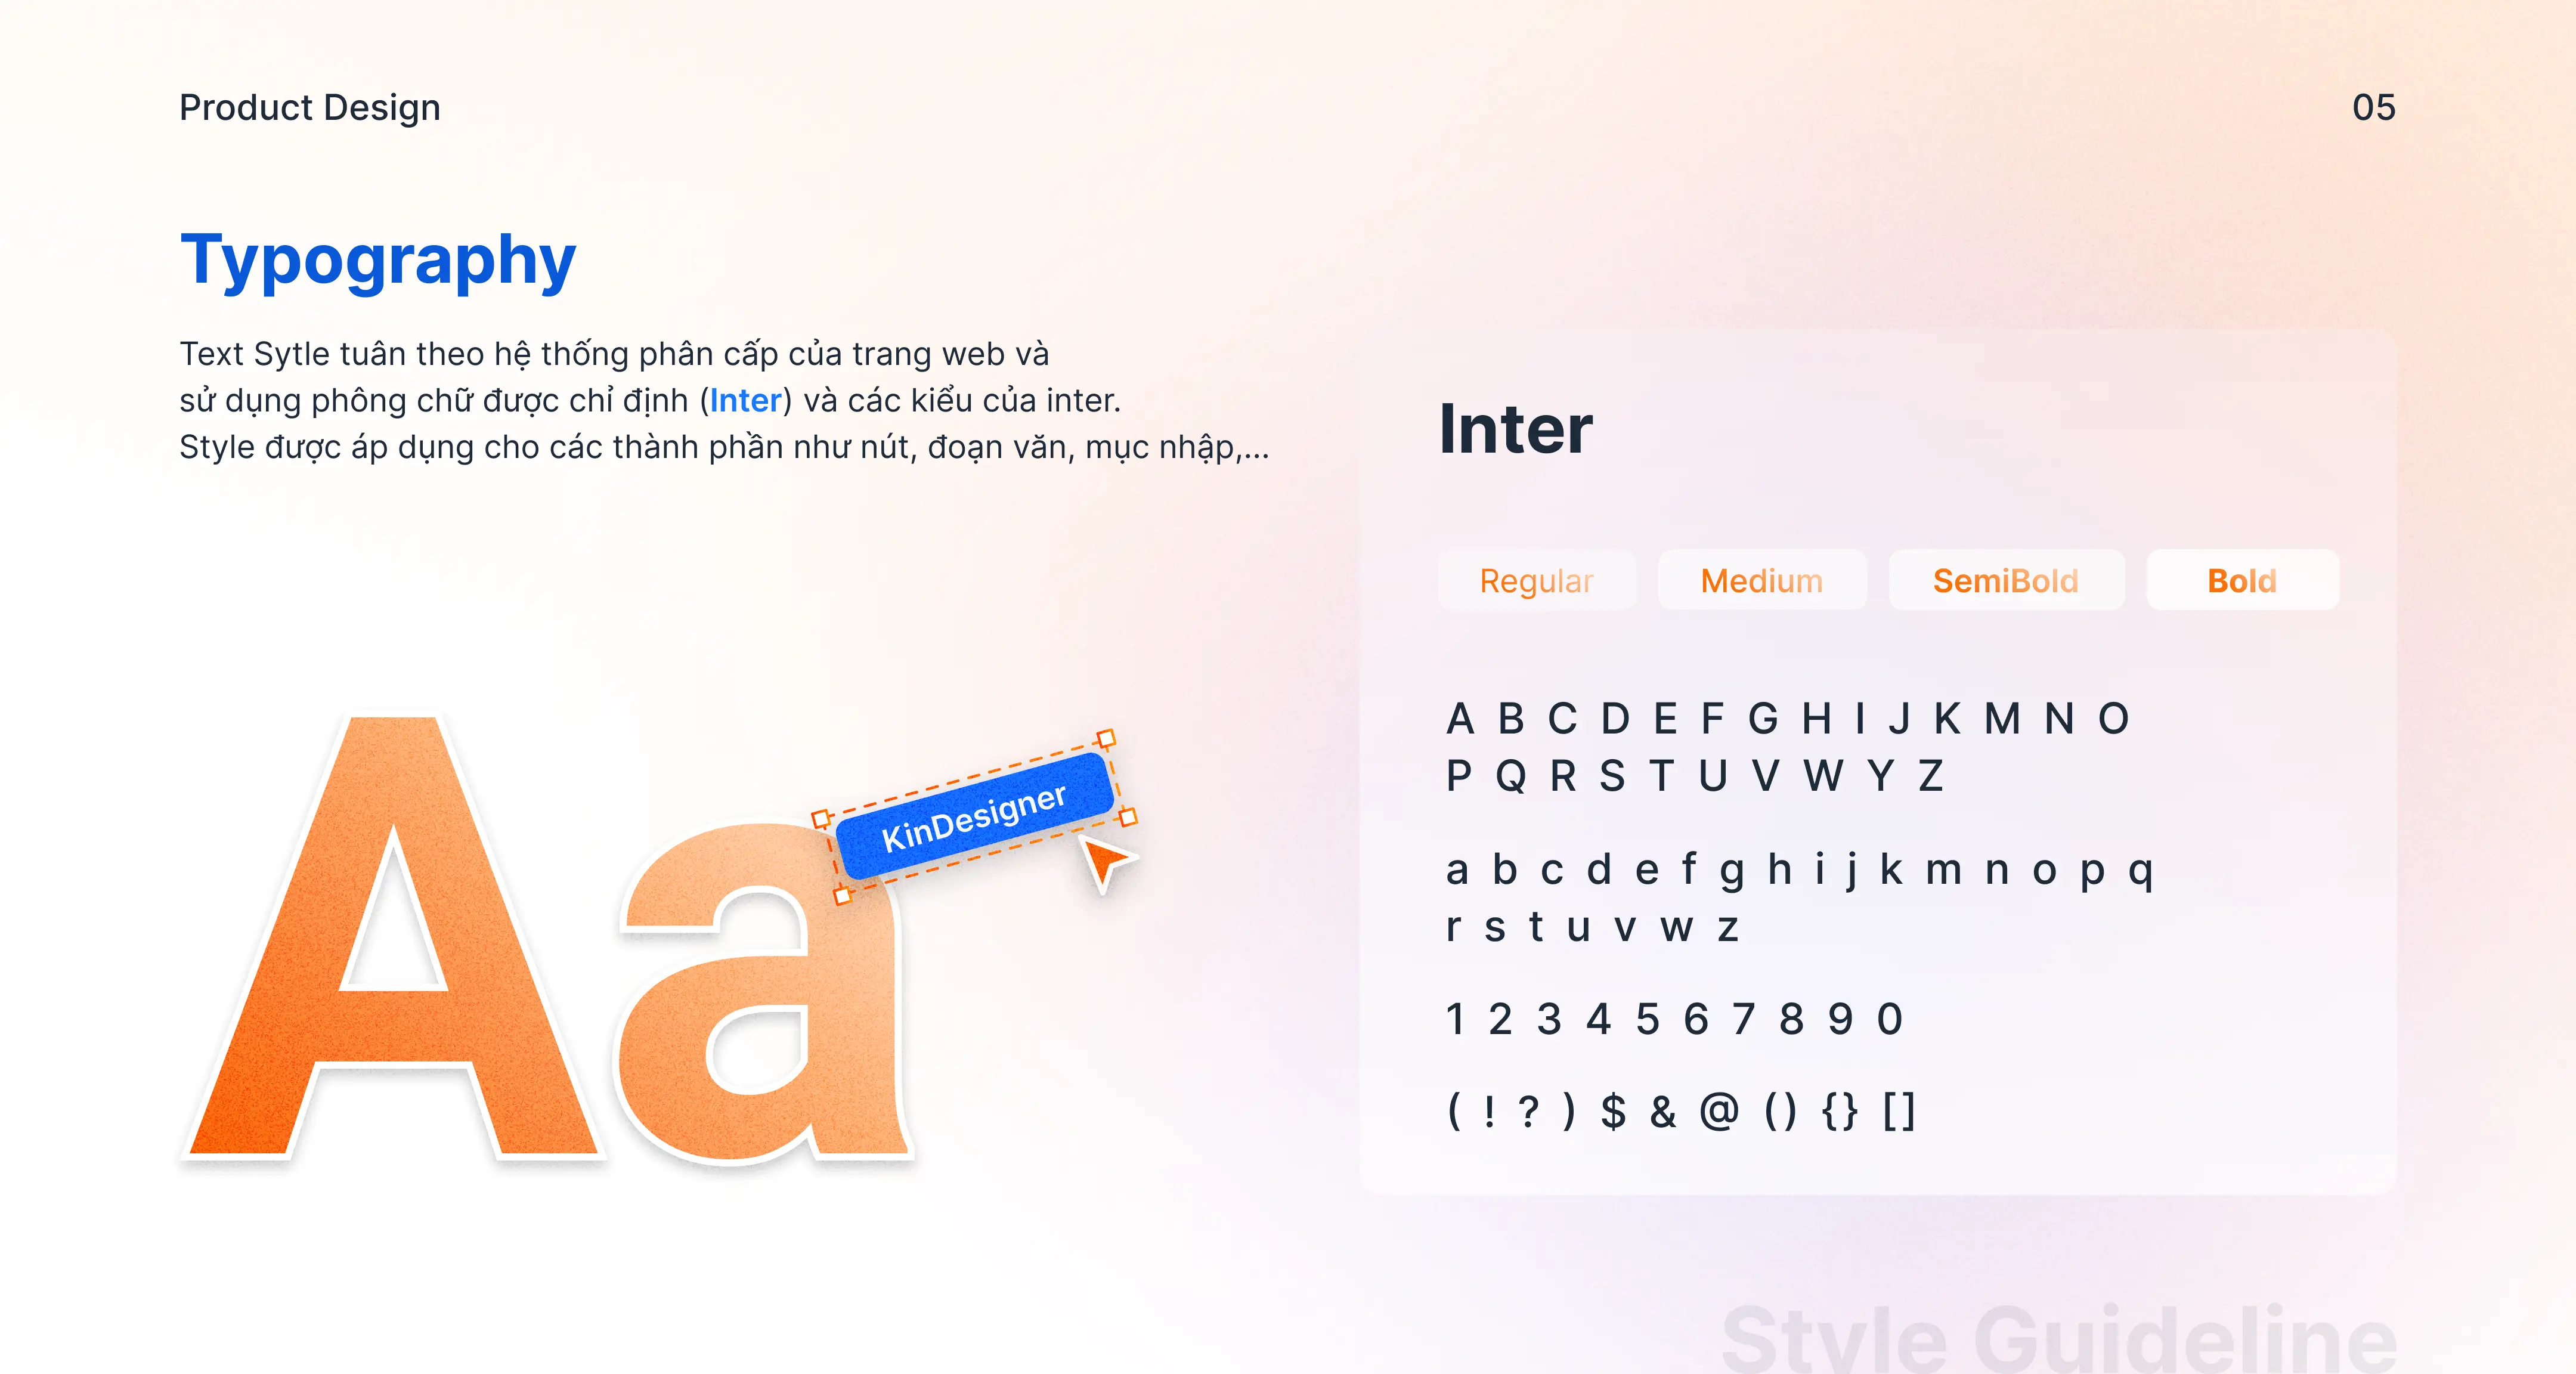 Product Design
05
Typography
Text Sytle tuân theo hệ thống phân cấp của trang web và
sử dụng phông chữ được chỉ định (Inter) và các kiểu của inter.
Style được áp dụng cho các thành phần như nút, đoạn văn, mục nhập,...
Aa
KinDesigner
Inter
Regular Medium SemiBold Bold
A B C D E F G H I J K M N O
P Q R S T U V W Y Z
a b c d e f g h i j k m n o p q
r s t u v w z
1 2 3 4 5 6 7 8 9 0
( ! ? ) $ & @ () {} []
Style Guideline